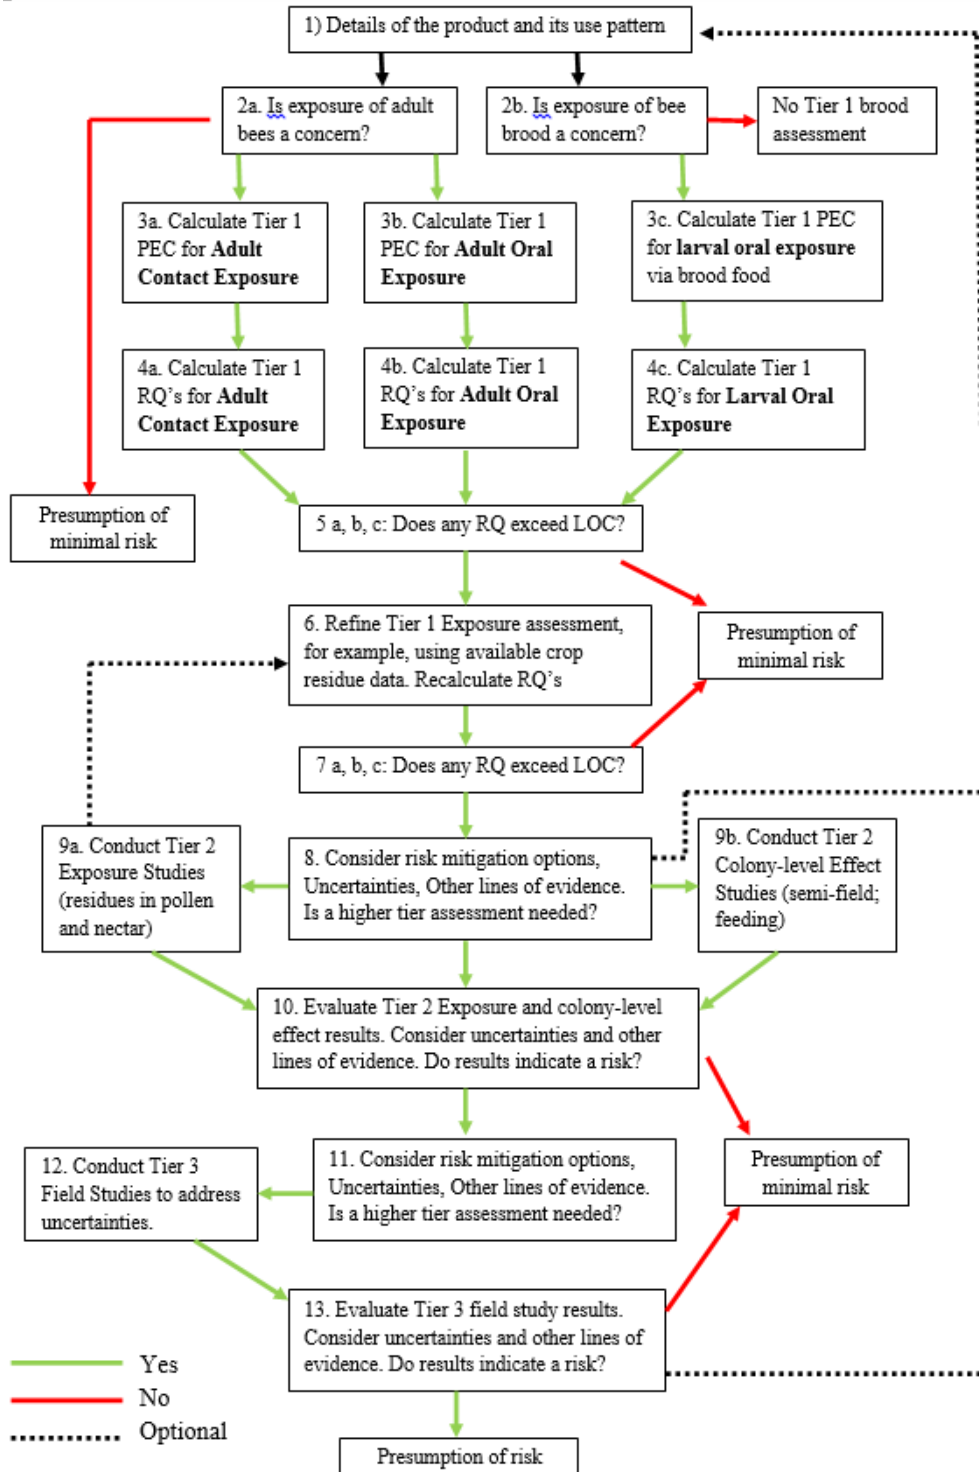 1) Details of the product and its use pattern
2a. Is exposure of adult
bees a concern?
2b. Is exposure of bee
brood a concern?
No Tier 1 brood
assessment
3a. Calculate Tier 1
PEC for Adult
Contact Exposure
3b. Calculate Tier 1
PEC for Adult Oral
Exposure
3c. Calculate Tier 1 PEC
for larval oral exposure
via brood food
4a. Calculate Tier 1
RQ’s for Adult
Contact Exposure
4b. Calculate Tier 1
RQ’s for Adult Oral
Exposure
4c. Calculate Tier 1
RQ’s for Larval Oral
Exposure
Presumption of
minimal risk
5 a, b, c: Does any RQ exceed LOC?
6. Refine Tier 1 Exposure assessment,
for example, using available crop
residue data. Recalculate RQ’s
Presumption of
minimal risk
7 a, b, c: Does any RQ exceed LOC?
9a. Conduct Tier 2
Exposure Studies
(residues in pollen
and nectar)
8. Consider risk mitigation options,
Uncertainties, Other lines of evidence.
Is a higher tier assessment needed?
9b. Conduct Tier 2
Colony-level Effect
Studies (semi-field;
feeding)
10. Evaluate Tier 2 Exposure and colony-level
effect results. Consider uncertainties and other
lines of evidence. Do results indicate a risk?
12. Conduct Tier 3
Field Studies to address
uncertainties.
11. Consider risk mitigation options,
Uncertainties, Other lines of evidence.
Is a higher tier assessment needed?
Presumption of
minimal risk
13. Evaluate Tier 3 field study results.
Consider uncertainties and other lines of
evidence. Do results indicate a risk?
Yes
No
Optional
Presumption of risk